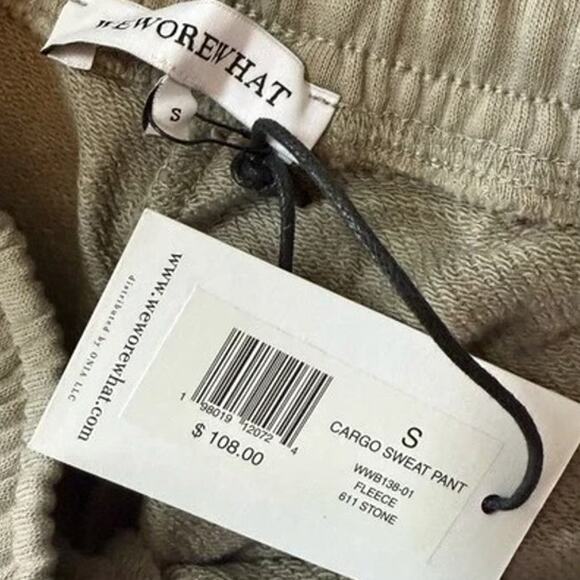 WEWOREWHAT
S
www.weworewhat.com
distributed by ONIA LLC
1 98019 12072 4
$ 108.00
S
CARGO SWEAT PANT
WWB138-01
FLEECE
611 STONE